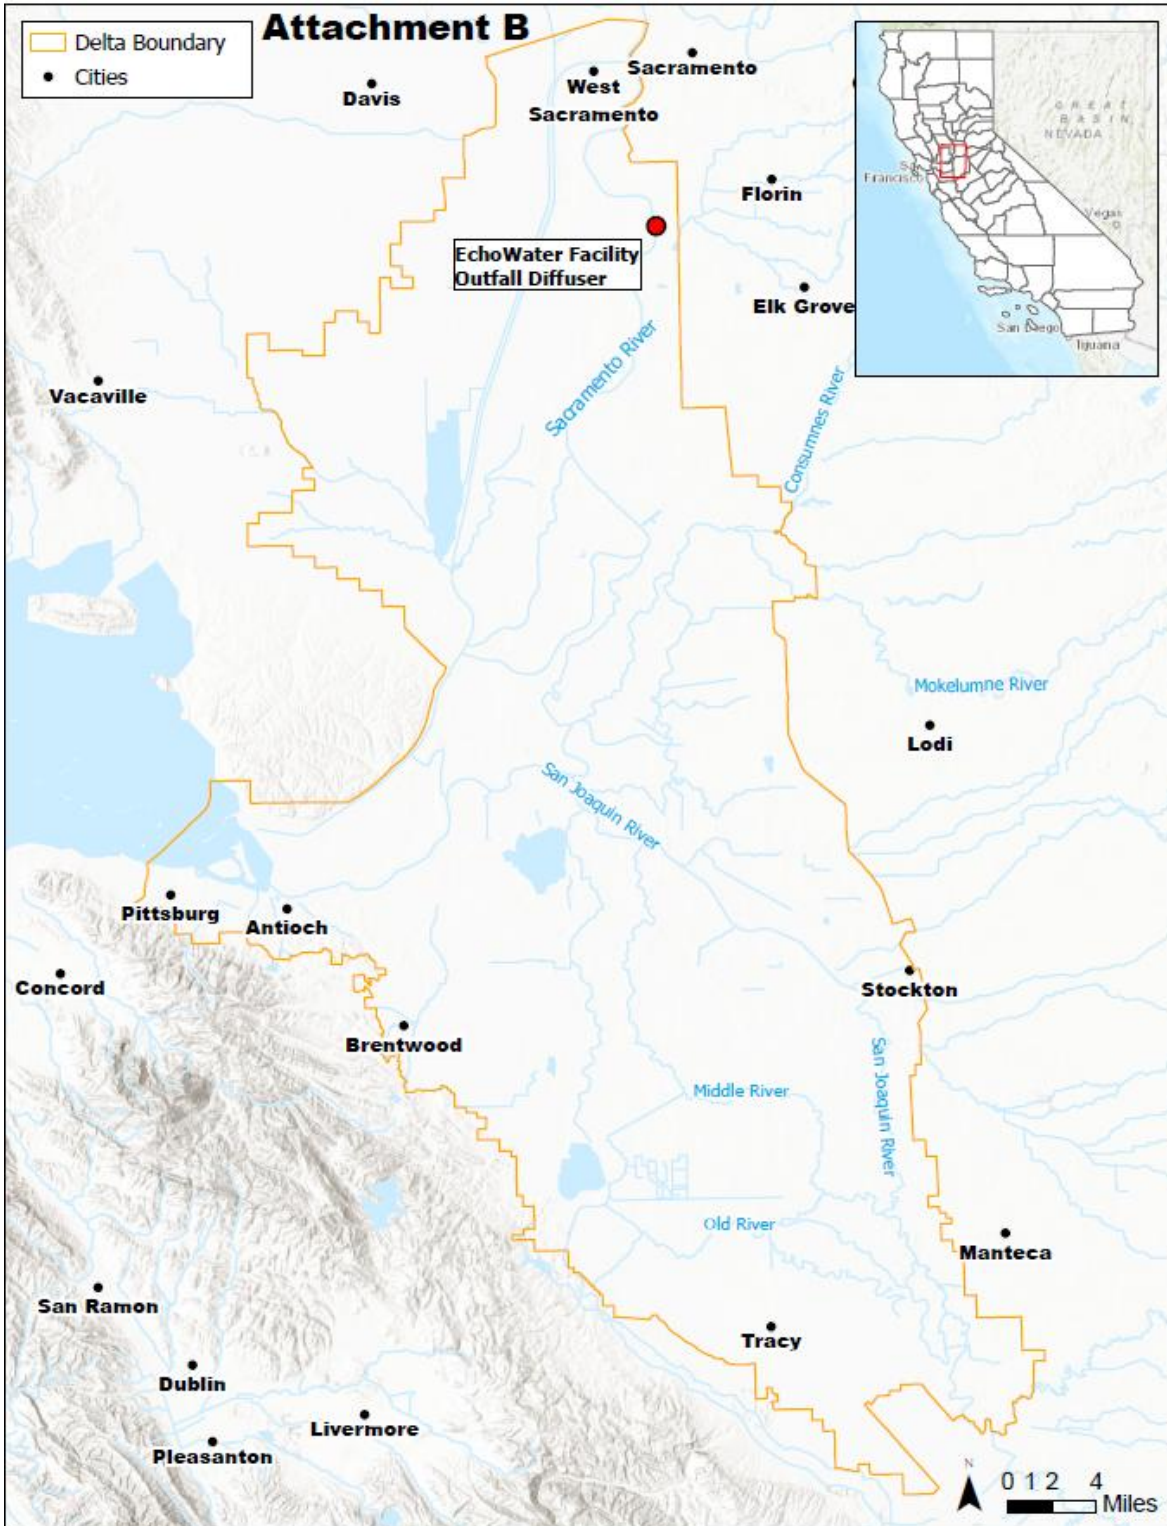 Attachment B
Delta Boundary
Cities
Sacramento
West
Sacramento
Davis
Florin
EchoWater Facility
Outfall Diffuser
Elk Grove
Sacramento River
Consumnes River
Vacaville
Mokelumne River
Lodi
San Joaquin River
Pittsburg
Antioch
Concord
Stockton
Brentwood
San Joaquin River
Middle River
Old River
Manteca
San Ramon
Tracy
Dublin
Livermore
Pleasanton
N
0 1 2 4
Miles
GREAT
BASIN
NEVADA
Francisco
Vegas
San Diego
Tijuana